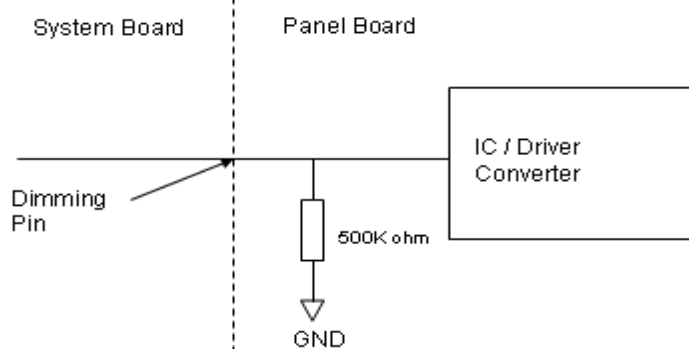 System Board
Panel Board
IC / Driver
Converter
Dimming
Pin
500K ohm
GND